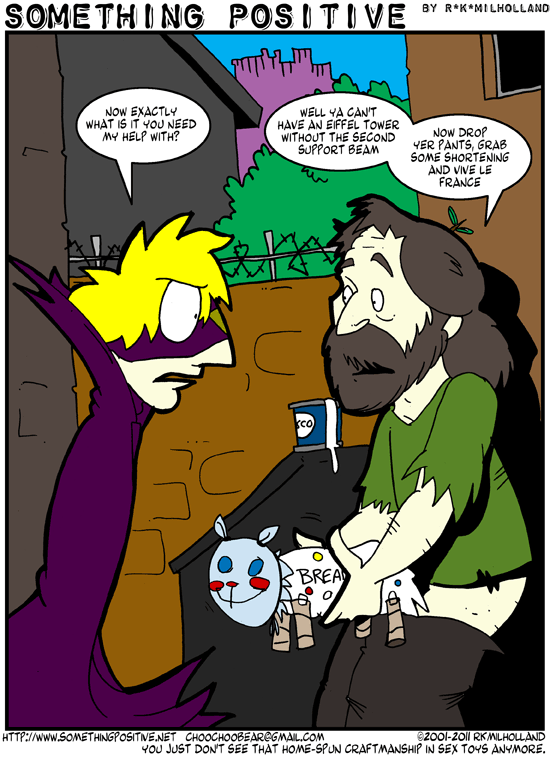 SOMETHING POSITIVE BY R*K*MILHOLLAND
NOW EXACTLY
WHAT IS IT YOU NEED
MY HELP WITH?
WELL YA CAN'T
HAVE AN EIFFEL TOWER
WITHOUT THE SECOND
SUPPORT BEAM
NOW DROP
YER PANTS, GRAB
SOME SHORTENING
AND VIVE LE
FRANCE
SCO
BREA
HTTP://WWW.SOMETHINGPOSITIVE.NET CHOOCHOOBEAR@GMAIL.COM ©2001-2011 RKMILHOLLAND
YOU JUST DON'T SEE THAT HOME-SPUN CRAFTMANSHIP IN SEX TOYS ANYMORE.